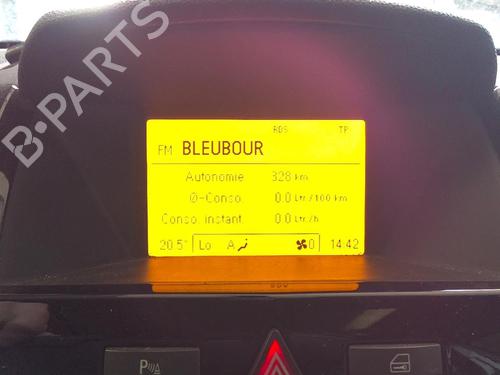 B-PARTS
RDS TP
FM BLEUBOUR
Autonomie 328 km
Ø-Conso. 0.0 Ltr/100 km
Conso. instant. 0.0 Ltr/h
20.5° Lo A 0 14:42
P